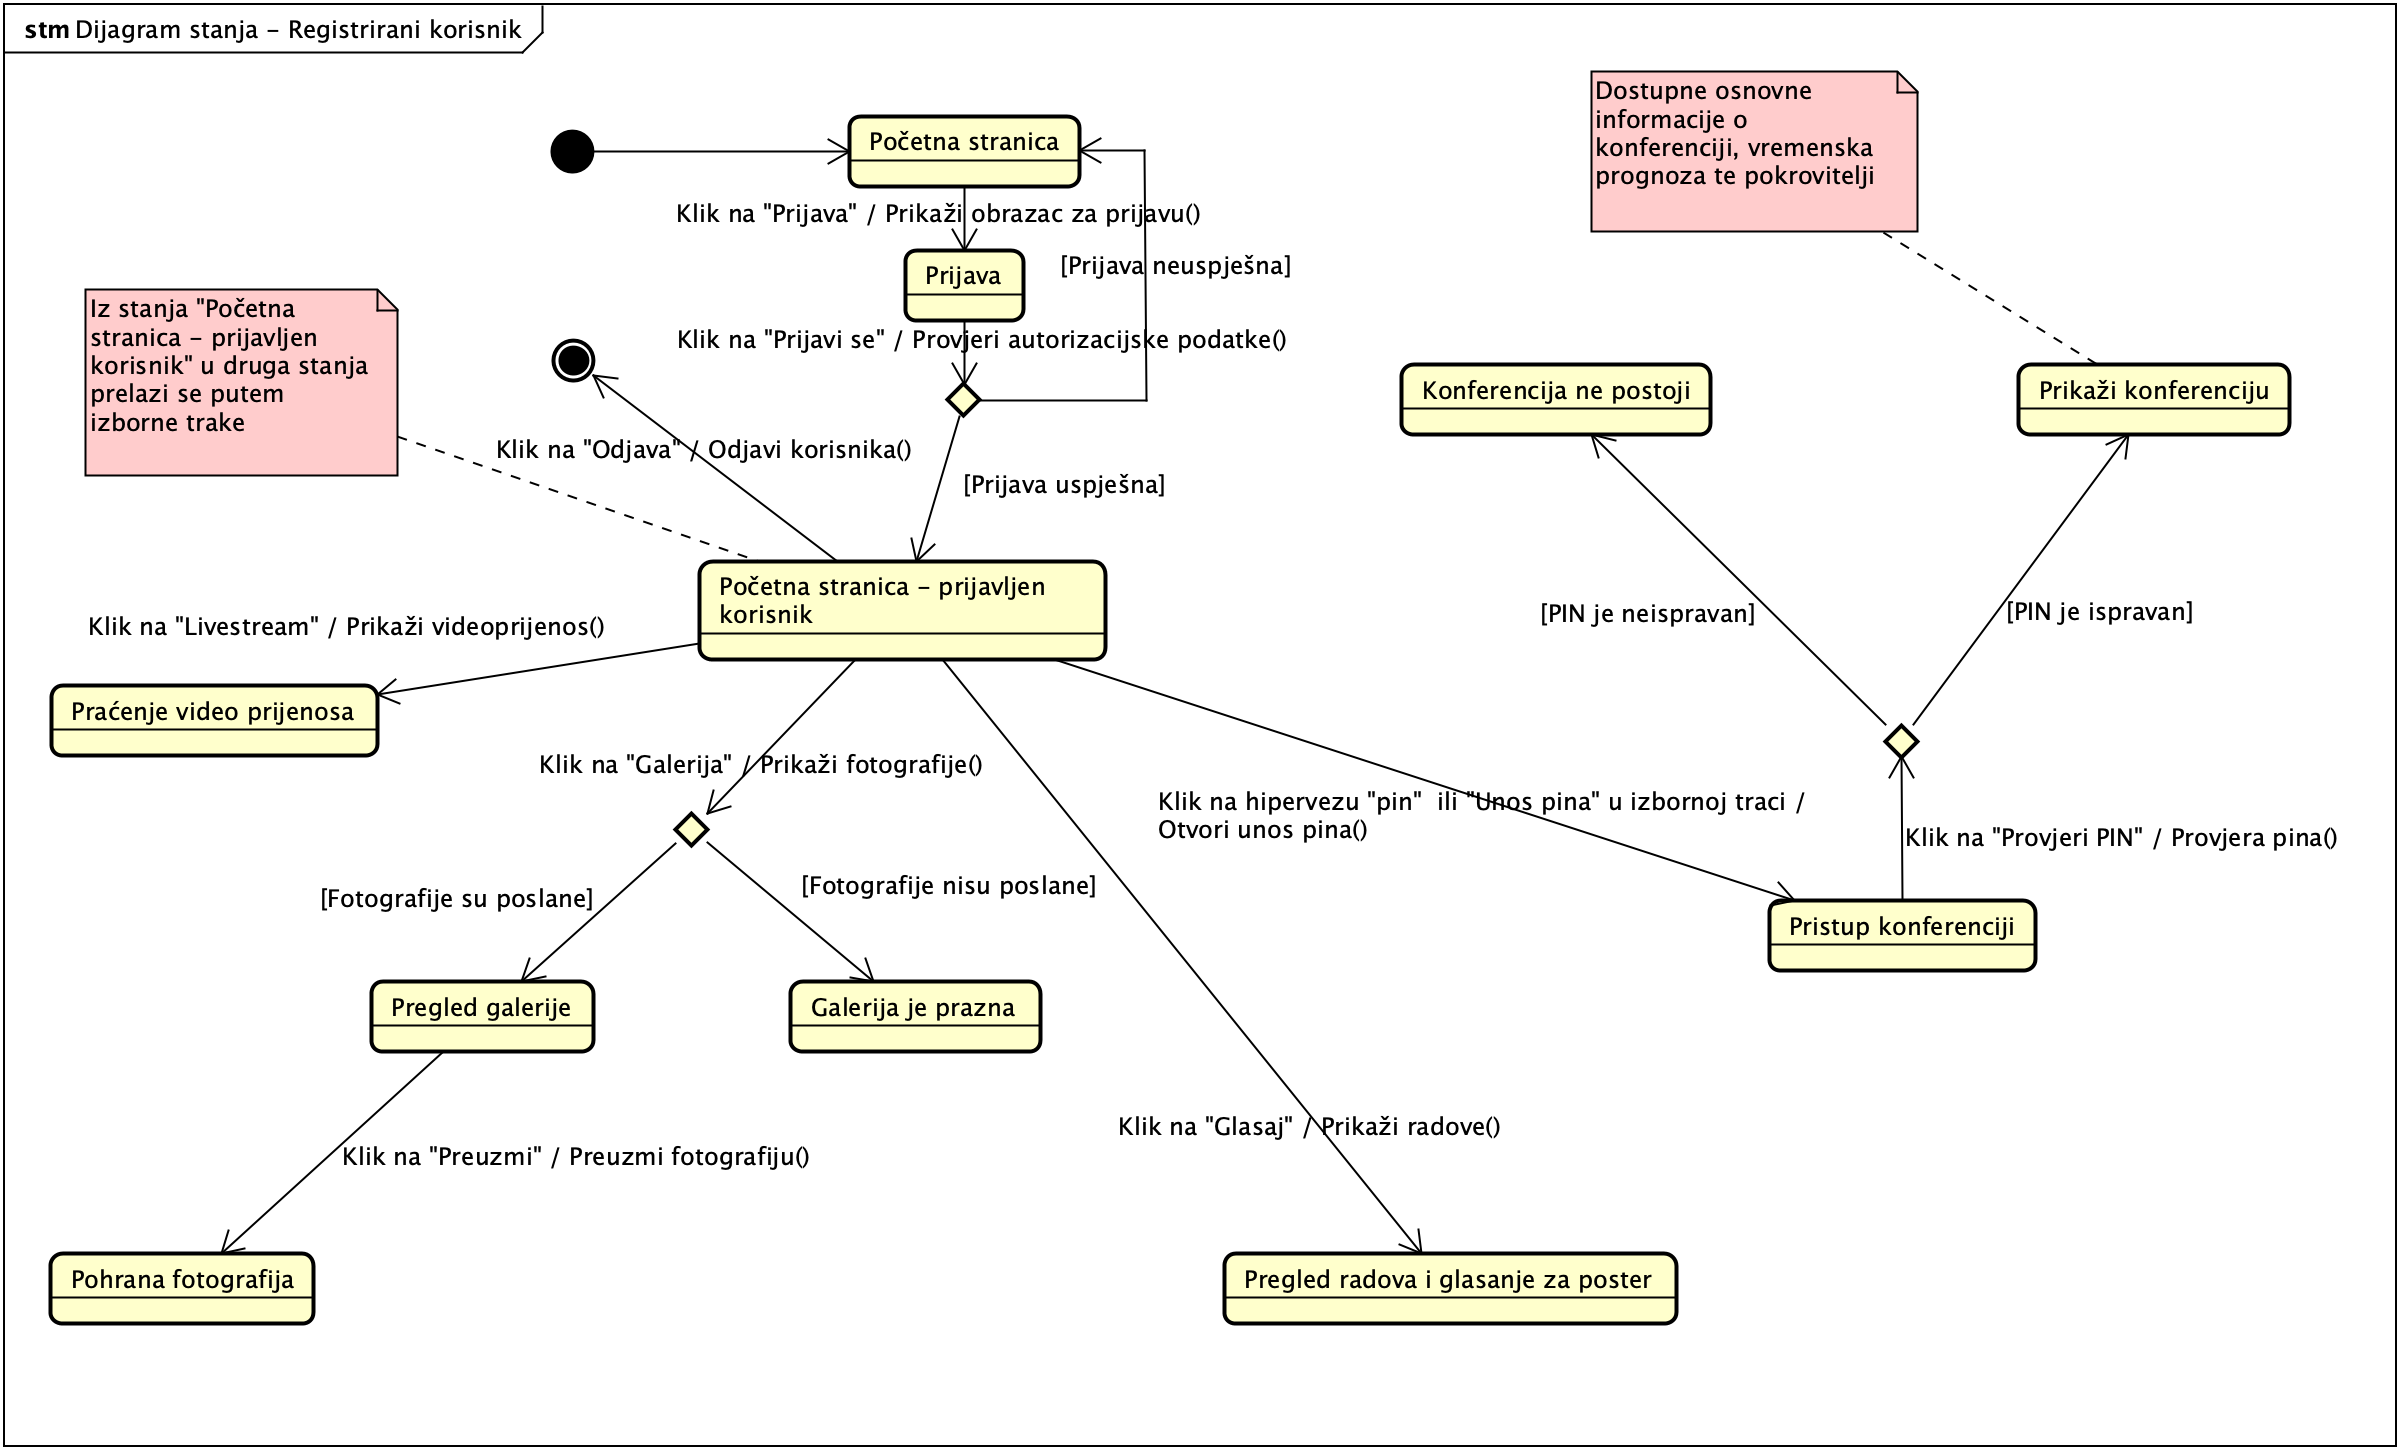 stm Dijagram stanja - Registrirani korisnik
Dostupne osnovne
informacije o
konferenciji, vremenska
prognoza te pokrovitelji
Početna stranica
Klik na "Prijava" / Prikaži obrazac za prijavu()
Prijava
[Prijava neuspješna]
Iz stanja "Početna
stranica - prijavljen
korisnik" u druga stanja
prelazi se putem
izborne trake
Klik na "Prijavi se" / Provjeri autorizacijske podatke()
Konferencija ne postoji
Prikaži konferenciju
Klik na "Odjava" / Odjavi korisnika()
[Prijava uspješna]
Početna stranica - prijavljen
korisnik
Klik na "Livestream" / Prikaži videoprijenos()
[PIN je neispravan]
[PIN je ispravan]
Praćenje video prijenosa
Klik na "Galerija" / Prikaži fotografije()
Klik na hipervezu "pin"  ili "Unos pina" u izbornoj traci /
Otvori unos pina()
Klik na "Provjeri PIN" / Provjera pina()
[Fotografije su poslane]
[Fotografije nisu poslane]
Pristup konferenciji
Pregled galerije
Galerija je prazna
Klik na "Glasaj" / Prikaži radove()
Klik na "Preuzmi" / Preuzmi fotografiju()
Pohrana fotografija
Pregled radova i glasanje za poster